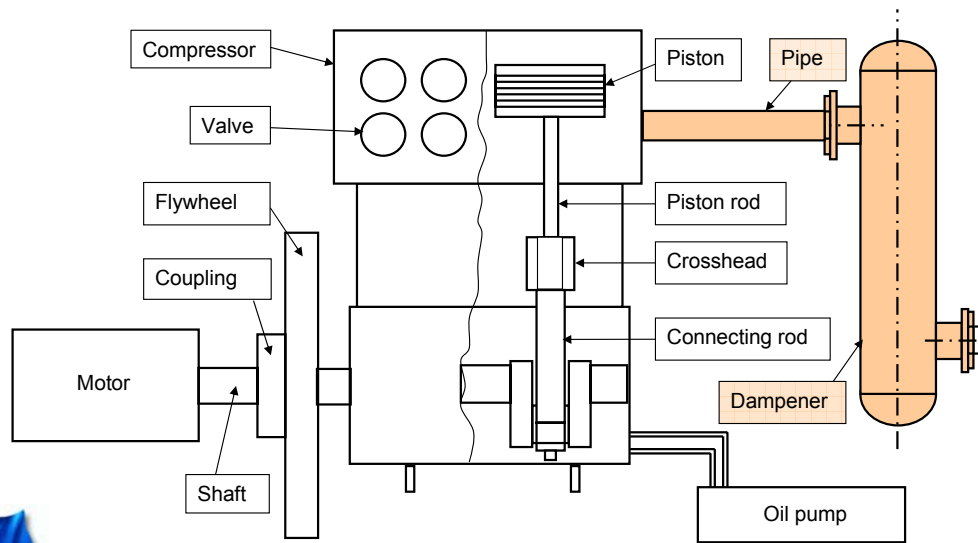 Compressor
Piston
Pipe
Valve
Flywheel
Piston rod
Coupling
Crosshead
Motor
Connecting rod
Dampener
Shaft
Oil pump